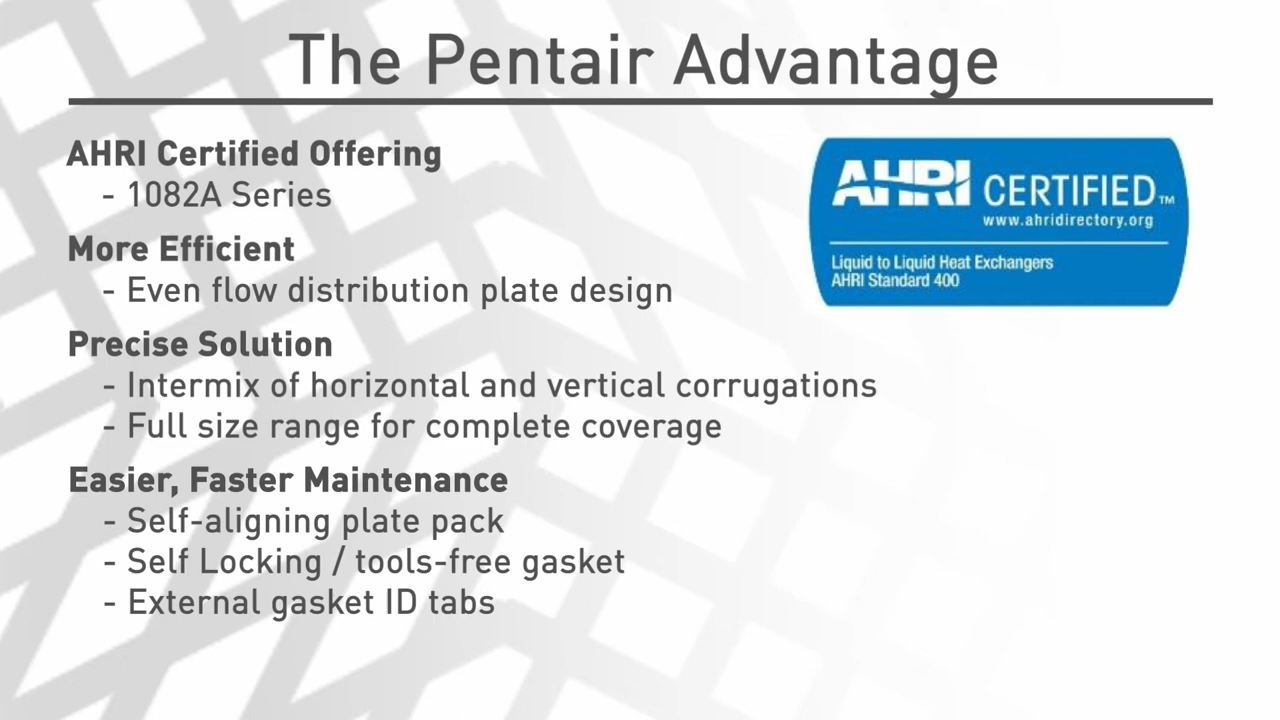 The Pentair Advantage
AHRI Certified Offering
- 1082A Series
More Efficient
- Even flow distribution plate design
Precise Solution
- Intermix of horizontal and vertical corrugations
- Full size range for complete coverage
Easier, Faster Maintenance
- Self-aligning plate pack
- Self Locking / tools-free gasket
- External gasket ID tabs
AHRI CERTIFIED™
www.ahridirectory.org
Liquid to Liquid Heat Exchangers
AHRI Standard 400